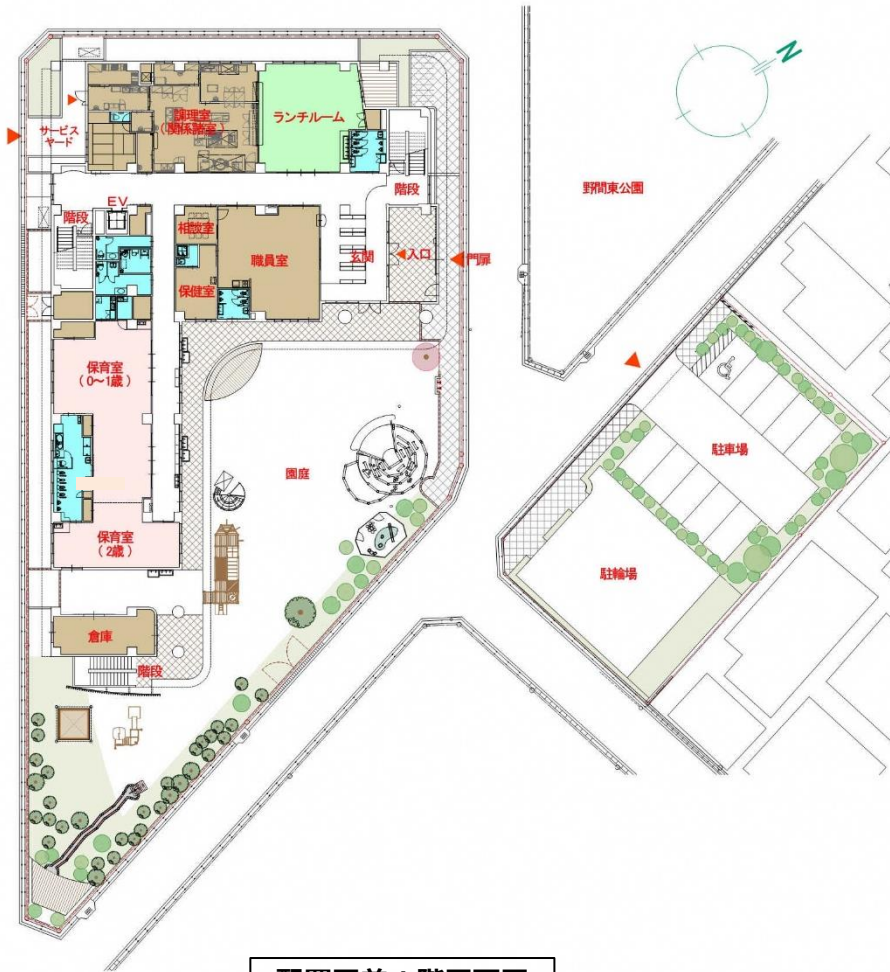 N
調理室
（関係諸室）
ランチルーム
サービス
ヤード
野間東公園
階段
EV
階段
相談室
職員室
玄関
入口
門扉
保健室
保育室
（0〜1歳）
園庭
駐車場
保育室
（2歳）
駐輪場
倉庫
階段